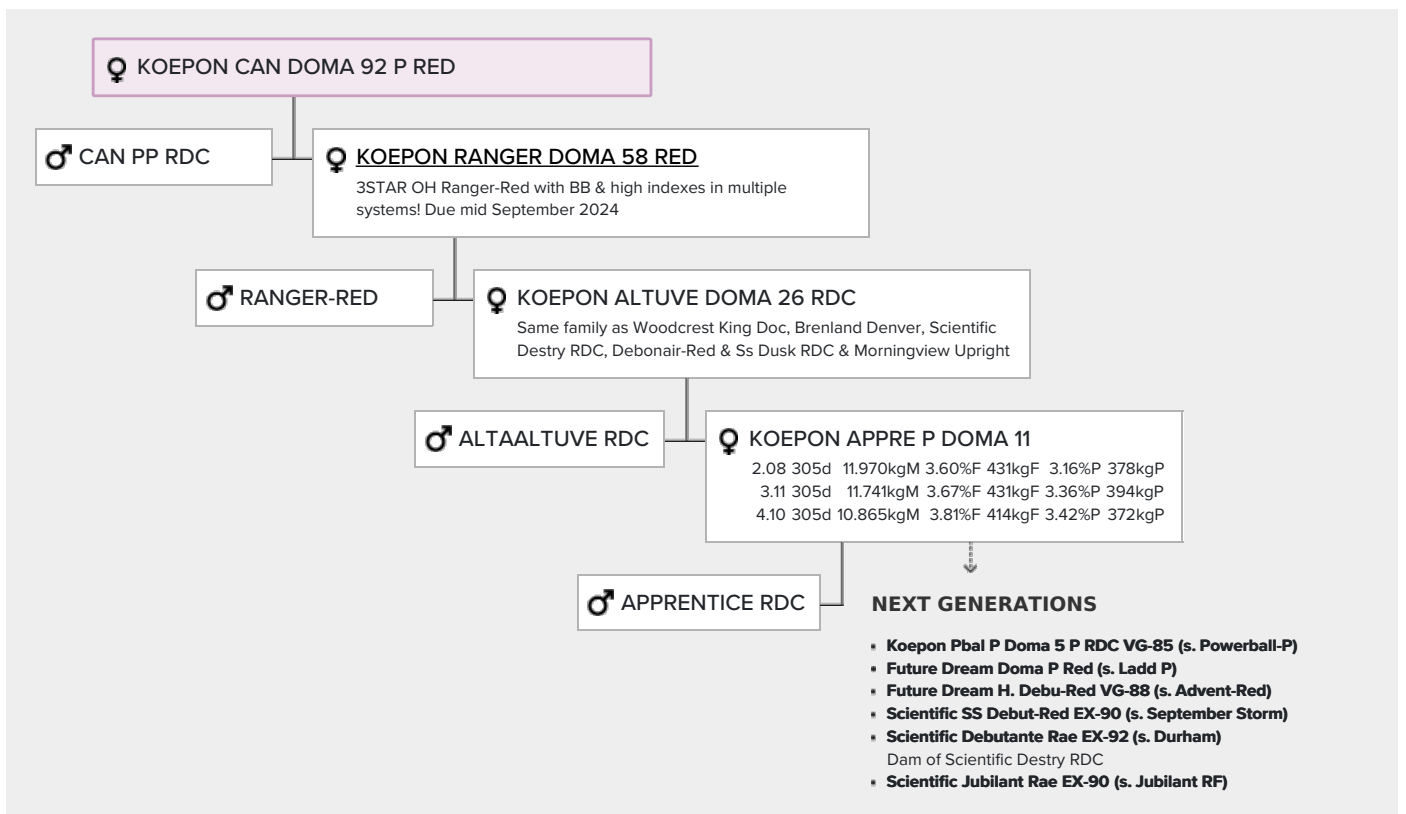 KOEPON CAN DOMA 92 P RED
CAN PP RDC
KOEPON RANGER DOMA 58 RED
3STAR OH Ranger-Red with BB & high indexes in multiple
systems! Due mid September 2024
RANGER-RED
KOEPON ALTUVE DOMA 26 RDC
Same family as Woodcrest King Doc, Brenland Denver, Scientific
Destry RDC, Debonair-Red & Ss Dusk RDC & Morningview Upright
ALTAALTUVE RDC
KOEPON APPRE P DOMA 11
2.08 305d 11.970kgM 3.60%F 431kgF 3.16%P 378kgP
3.11 305d 11.741kgM 3.67%F 431kgF 3.36%P 394kgP
4.10 305d 10.865kgM 3.81%F 414kgF 3.42%P 372kgP
APPRENTICE RDC
NEXT GENERATIONS
Koepon Pbal P Doma 5 P RDC VG-85 (s. Powerball-P)
Future Dream Doma P Red (s. Ladd P)
Future Dream H. Debu-Red VG-88 (s. Advent-Red)
Scientific SS Debut-Red EX-90 (s. September Storm)
Scientific Debutante Rae EX-92 (s. Durham)
Dam of Scientific Destry RDC
Scientific Jubilant Rae EX-90 (s. Jubilant RF)